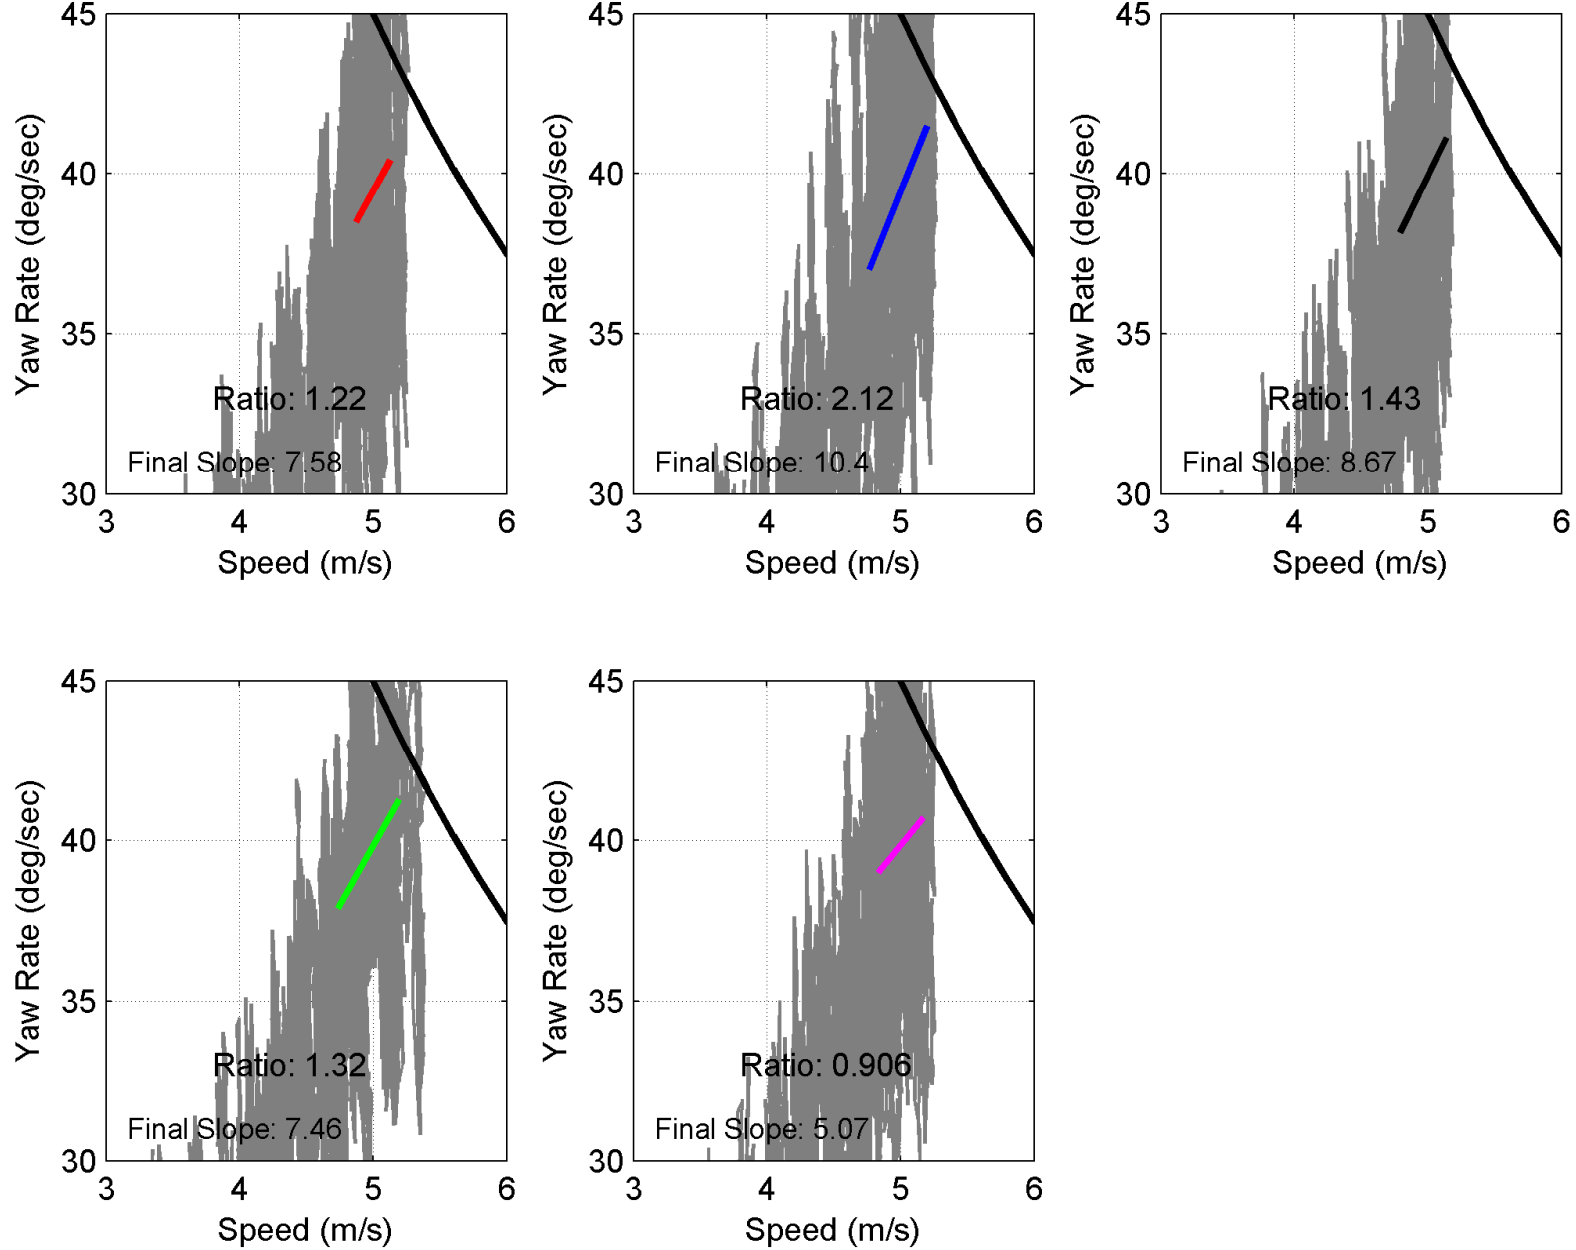 45
40
35
30
Yaw Rate (deg/sec)
Ratio: 1.22
Final Slope: 7.58
3 4 5 6
Speed (m/s)
45
40
35
30
Yaw Rate (deg/sec)
Ratio: 2.12
Final Slope: 10.4
3 4 5 6
Speed (m/s)
45
40
35
30
Yaw Rate (deg/sec)
Ratio: 1.43
Final Slope: 8.67
3 4 5 6
Speed (m/s)
45
40
35
30
Yaw Rate (deg/sec)
Ratio: 1.32
Final Slope: 7.46
3 4 5 6
Speed (m/s)
45
40
35
30
Yaw Rate (deg/sec)
Ratio: 0.906
Final Slope: 5.07
3 4 5 6
Speed (m/s)